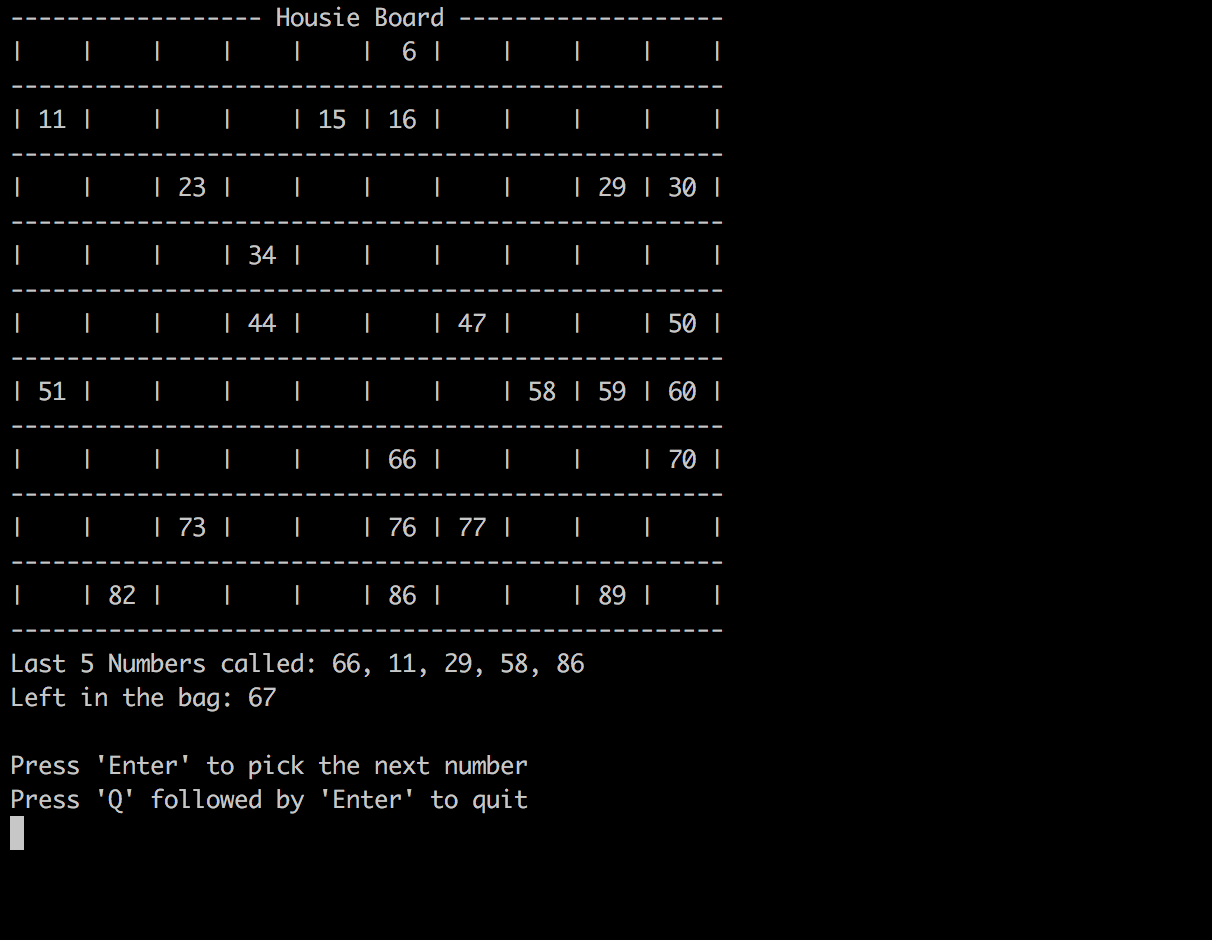 ------------------ Housie Board -------------------
|    |    |    |    |    |  6 |    |    |    |    |
---------------------------------------------------
| 11 |    |    |    | 15 | 16 |    |    |    |    |
---------------------------------------------------
|    |    | 23 |    |    |    |    |    | 29 | 30 |
---------------------------------------------------
|    |    |    | 34 |    |    |    |    |    |    |
---------------------------------------------------
|    |    |    | 44 |    |    | 47 |    |    | 50 |
---------------------------------------------------
| 51 |    |    |    |    |    |    | 58 | 59 | 60 |
---------------------------------------------------
|    |    |    |    |    | 66 |    |    |    | 70 |
---------------------------------------------------
|    |    | 73 |    |    | 76 | 77 |    |    |    |
---------------------------------------------------
|    | 82 |    |    |    | 86 |    |    | 89 |    |
---------------------------------------------------
Last 5 Numbers called: 66, 11, 29, 58, 86
Left in the bag: 67
Press 'Enter' to pick the next number
Press 'Q' followed by 'Enter' to quit